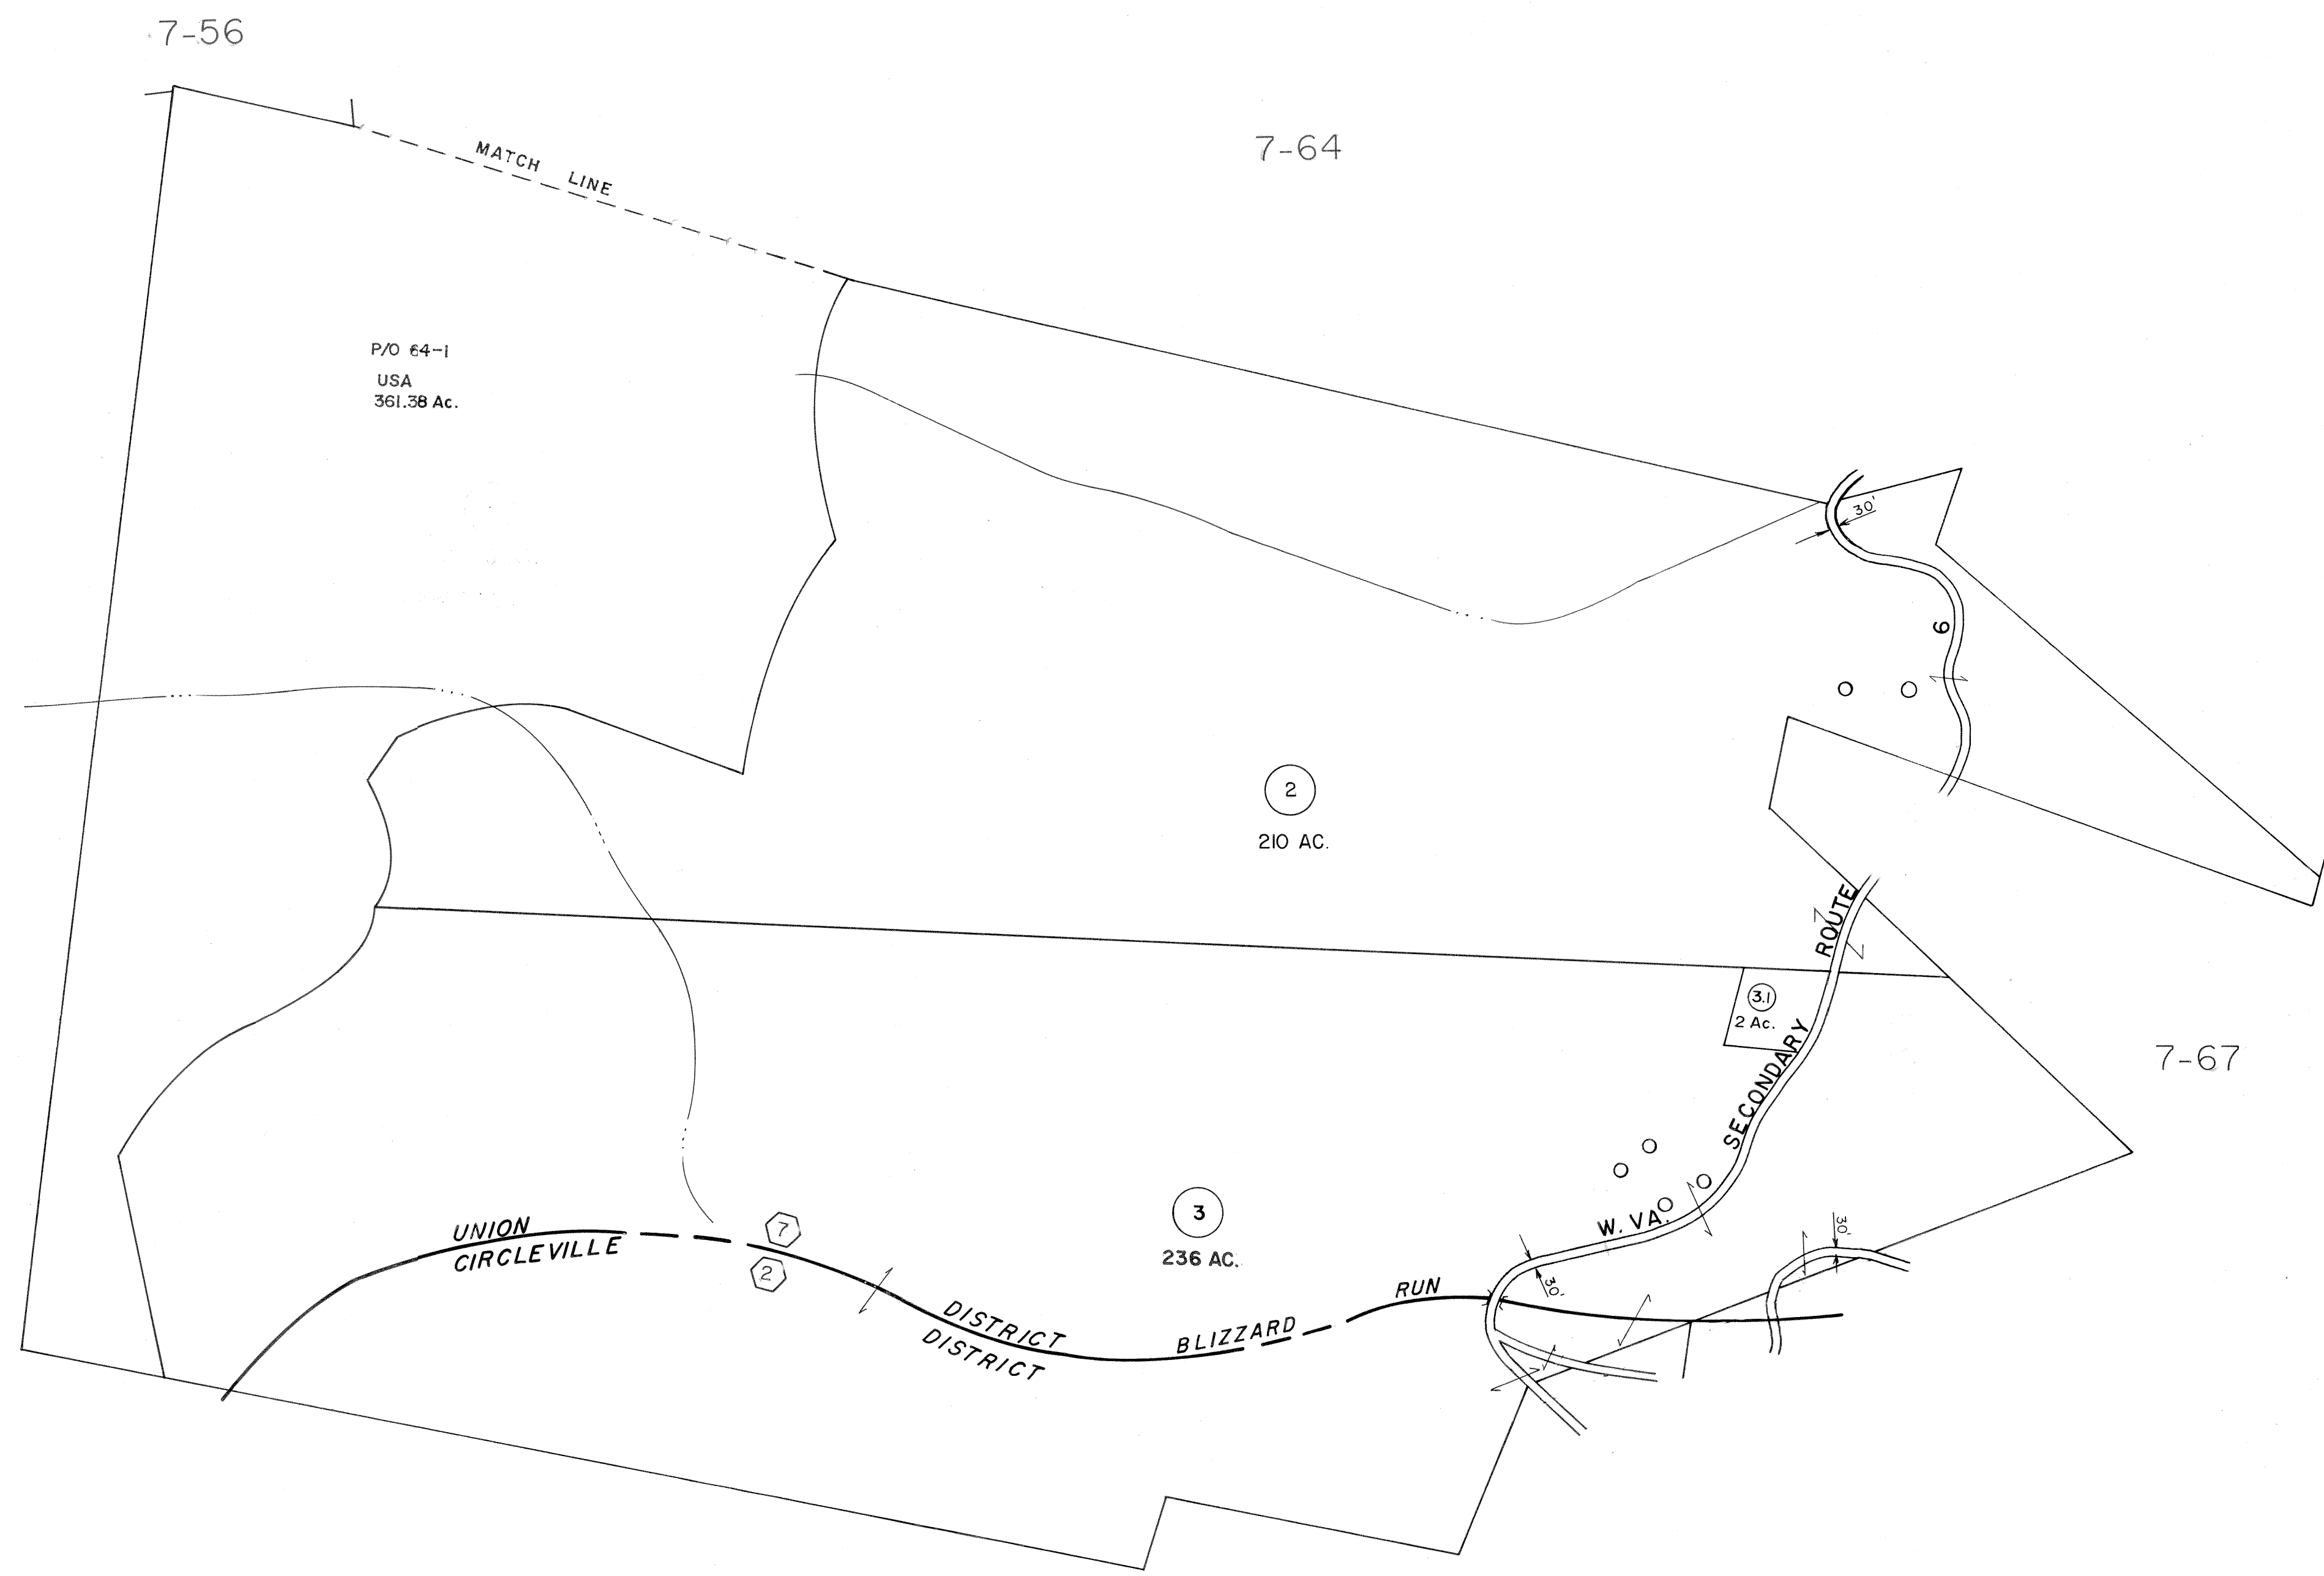 7-56
7-64
MATCH LINE
P/O 64-1
USA
361.38 Ac.
30'
6
2
210 AC.
ROUTE
3.1
2 Ac.
SECONDARY
7-67
W. VA.
3
236 AC.
30'
30'
UNION
CIRCLEVILLE
7
2
DISTRICT
DISTRICT
BLIZZARD RUN